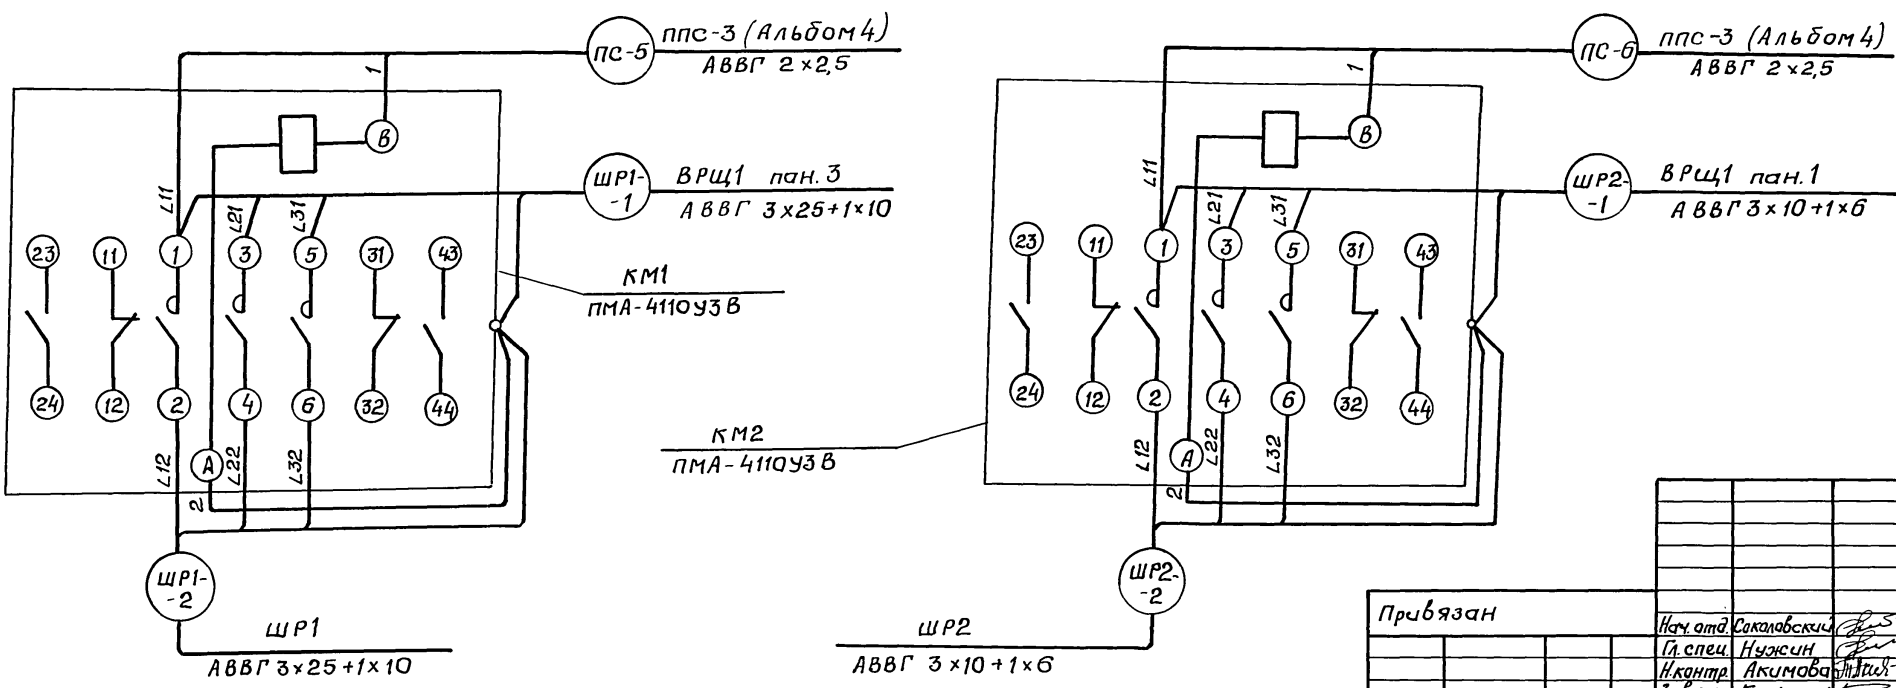 ПС-5
ППС-3 (Альбом 4)
АВВГ 2×2,5
1
В
L11
L21
L31
ШР1-
-1
ВРЩ1 пан. 3
АВВГ 3×25+1×10
23
11
1
3
5
31
43
КМ1
ПМА-4110У3В
24
12
2
4
6
32
44
L12
А
L22
L32
2
ШР1-
-2
ШР1
АВВГ 3×25+1×10
ПС-6
ППС-3 (Альбом 4)
АВВГ 2×2,5
1
В
L11
L21
L31
ШР2-
-1
ВРЩ1 пан. 1
АВВГ 3×10+1×6
23
11
1
3
5
31
43
24
12
2
4
6
32
44
КМ2
ПМА-4110У3В
L12
А
L22
L32
2
ШР2-
-2
ШР2
АВВГ 3×10+1×6
Привязан
Нач. отд. Соколовский
Гл. спец. Нужин
Н.контр. Акимова